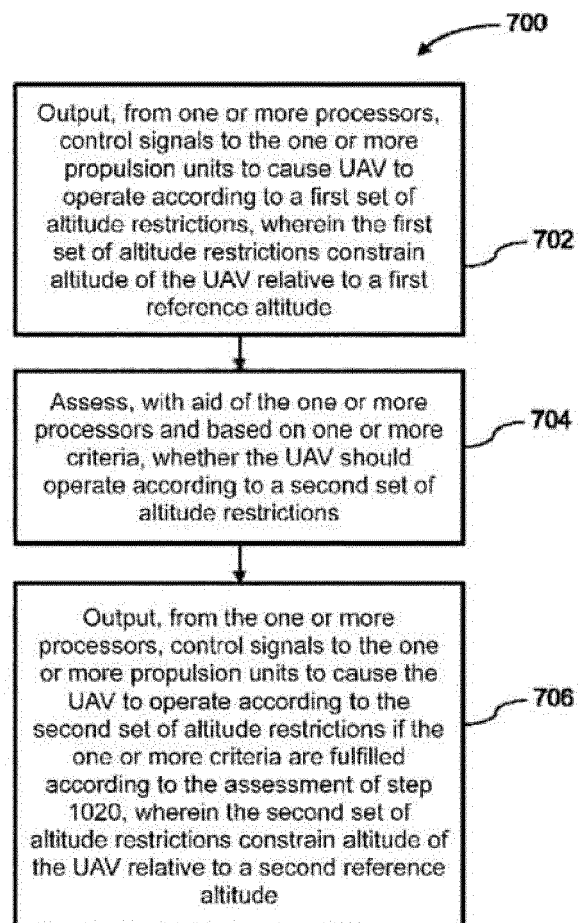 700
Output, from one or more processors,
control signals to the one or more
propulsion units to cause UAV to
operate according to a first set of
altitude restrictions, wherein the first
set of altitude restrictions constrain
altitude of the UAV relative to a first
reference altitude
702
Assess, with aid of the one or more
processors and based on one or more
criteria, whether the UAV should
operate according to a second set of
altitude restrictions
704
Output, from the one or more
processors, control signals to the one
or more propulsion units to cause the
UAV to operate according to the
second set of altitude restrictions if the
one or more criteria are fulfilled
according to the assessment of step
1020, wherein the second set of
altitude restrictions constrain altitude of
the UAV relative to a second reference
altitude
706